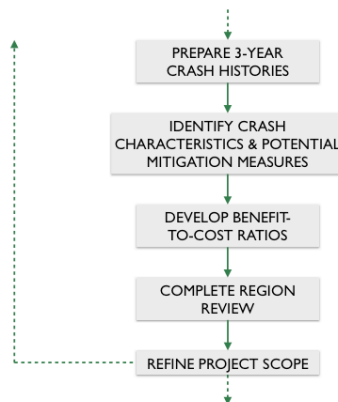 PREPARE 3-YEAR
CRASH HISTORIES
IDENTIFY CRASH
CHARACTERISTICS & POTENTIAL
MITIGATION MEASURES
DEVELOP BENEFIT-
TO-COST RATIOS
COMPLETE REGION
REVIEW
REFINE PROJECT SCOPE